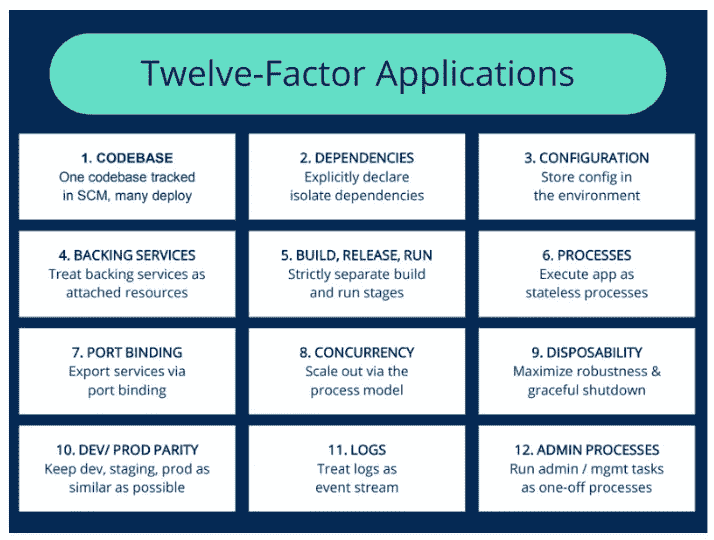 Twelve-Factor Applications
1. CODEBASE
One codebase tracked
in SCM, many deploy
2. DEPENDENCIES
Explicitly declare
isolate dependencies
3. CONFIGURATION
Store config in
the environment
4. BACKING SERVICES
Treat backing services as
attached resources
5. BUILD, RELEASE, RUN
Strictly separate build
and run stages
6. PROCESSES
Execute app as
stateless processes
7. PORT BINDING
Export services via
port binding
8. CONCURRENCY
Scale out via the
process model
9. DISPOSABILITY
Maximize robustness &
graceful shutdown
10. DEV/ PROD PARITY
Keep dev, staging, prod as
similar as possible
11. LOGS
Treat logs as
event stream
12. ADMIN PROCESSES
Run admin / mgmt tasks
as one-off processes